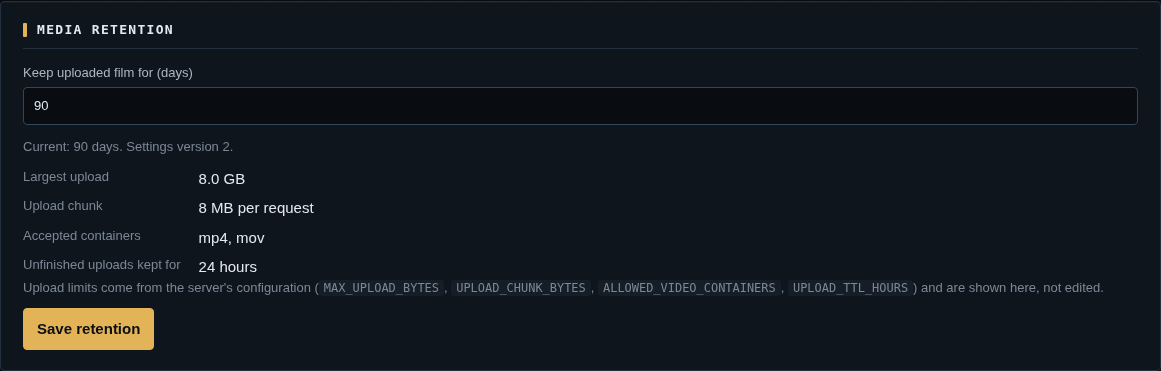 MEDIA RETENTION
Keep uploaded film for (days)
90
Current: 90 days. Settings version 2.
Largest upload 8.0 GB
Upload chunk 8 MB per request
Accepted containers mp4, mov
Unfinished uploads kept for 24 hours
Upload limits come from the server's configuration ( MAX_UPLOAD_BYTES , UPLOAD_CHUNK_BYTES , ALLOWED_VIDEO_CONTAINERS , UPLOAD_TTL_HOURS ) and are shown here, not edited.
Save retention